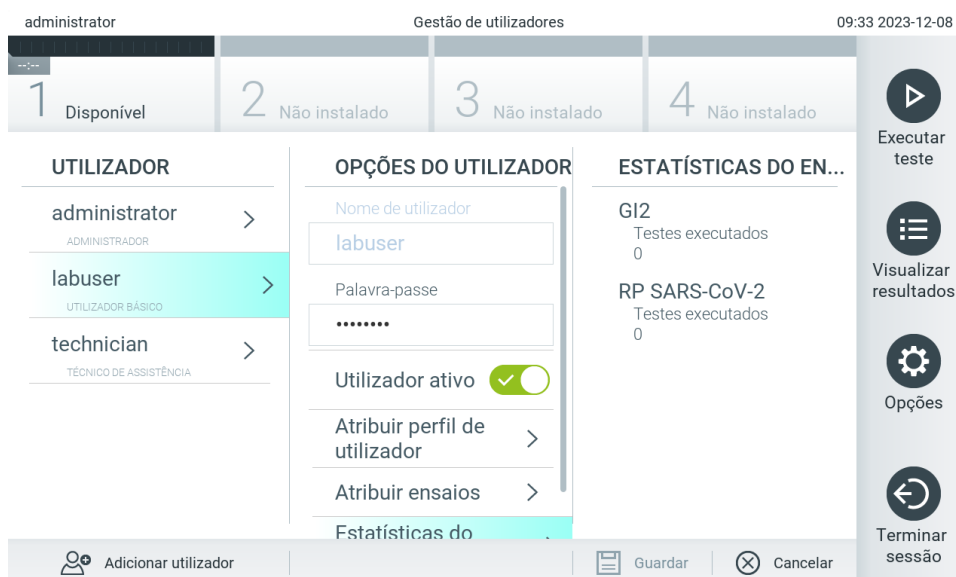 administrator
Gestão de utilizadores
09:33 2023-12-08
--:--
1 Disponível
2 Não instalado
3 Não instalado
4 Não instalado
UTILIZADOR
administrator
ADMINISTRADOR
labuser
UTILIZADOR BÁSICO
technician
TÉCNICO DE ASSISTÊNCIA
OPÇÕES DO UTILIZADOR
Nome de utilizador
labuser
Palavra-passe
••••••••
Utilizador ativo
Atribuir perfil de
utilizador
Atribuir ensaios
Estatísticas do
ESTATÍSTICAS DO EN...
GI2
Testes executados
0
RP SARS-CoV-2
Testes executados
0
Executar
teste
Visualizar
resultados
Opções
Terminar
sessão
Adicionar utilizador
Guardar
Cancelar